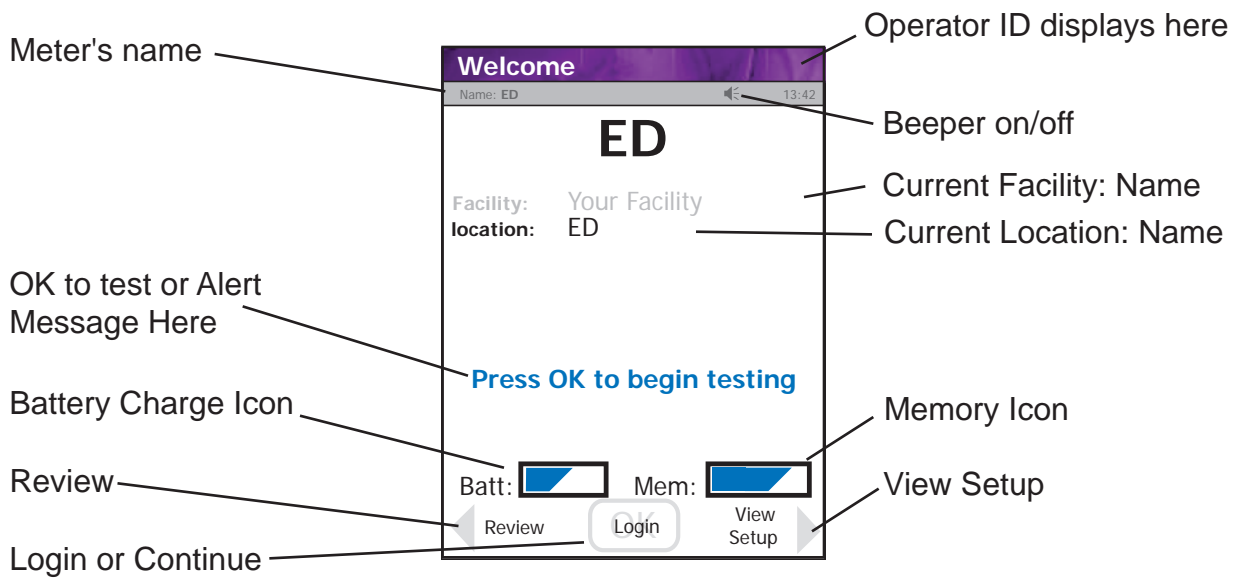 Operator ID displays here
Meter's name
Welcome
Name: ED
13:42
Beeper on/off
ED
Current Facility: Name
Facility: Your Facility
Current Location: Name
location: ED
OK to test or Alert
Message Here
Press OK to begin testing
Battery Charge Icon
Memory Icon
Batt:
Mem:
Review
View Setup
Review
OK
Login
View
Setup
Login or Continue